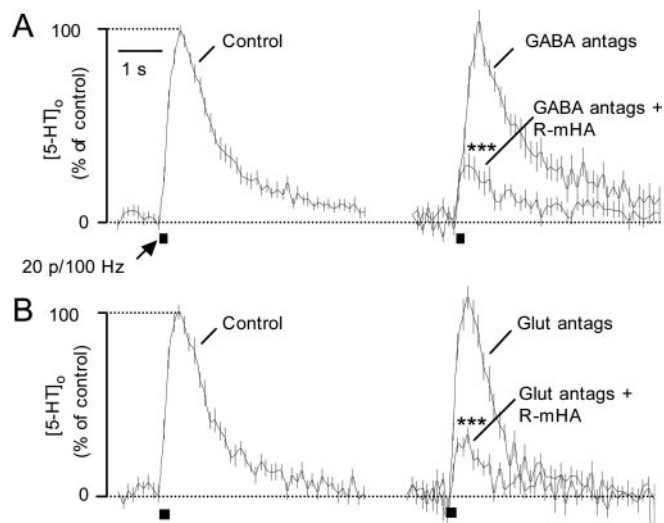 A
100
Control
GABA antags
1 s
[5-HT]o
(% of control)
GABA antags +
R-mHA
***
0
20 p/100 Hz
B
100
Control
Glut antags
[5-HT]o
(% of control)
Glut antags +
R-mHA
***
0